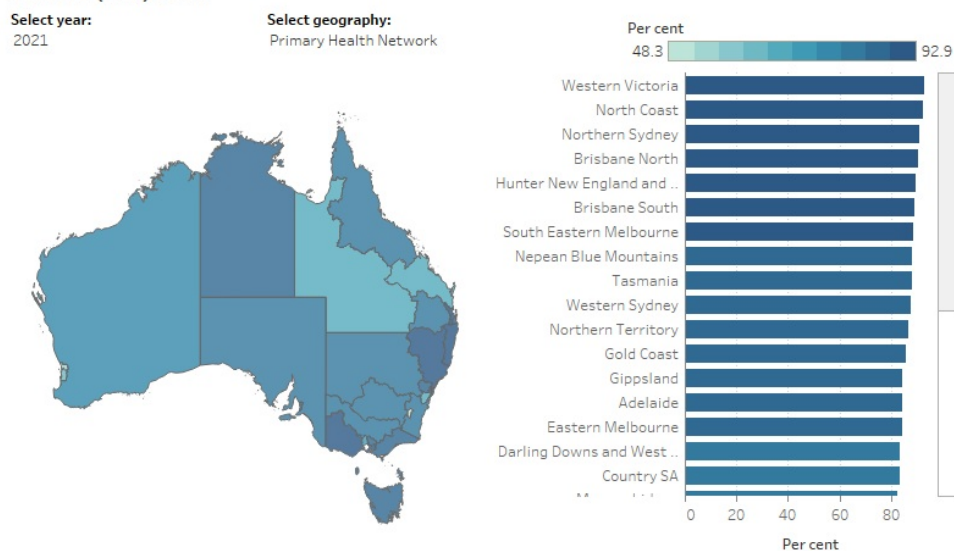 Select year:
2021
Select geography:
Primary Health Network
Per cent
48.3
92.9
Western Victoria
North Coast
Northern Sydney
Brisbane North
Hunter New England and ..
Brisbane South
South Eastern Melbourne
Nepean Blue Mountains
Tasmania
Western Sydney
Northern Territory
Gold Coast
Gippsland
Adelaide
Eastern Melbourne
Darling Downs and West ..
Country SA
0 20 40 60 80
Per cent